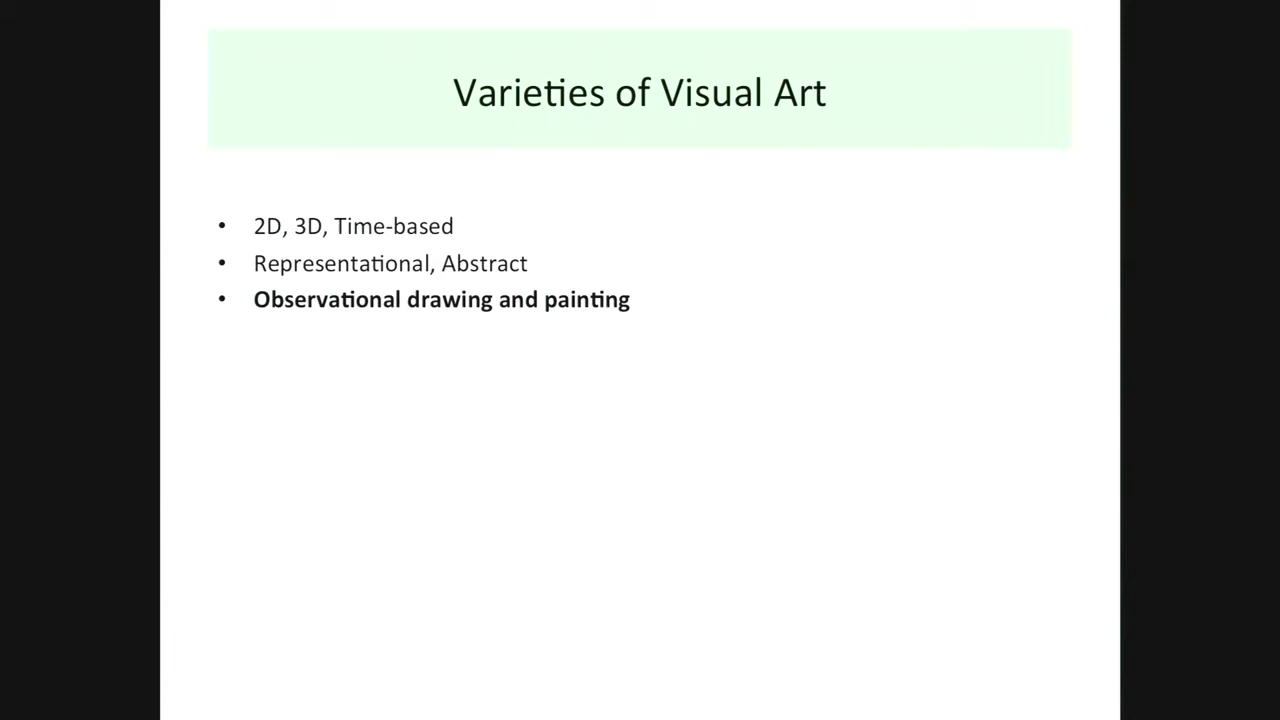 Varieties of Visual Art
• 2D, 3D, Time-based
• Representational, Abstract
• Observational drawing and painting